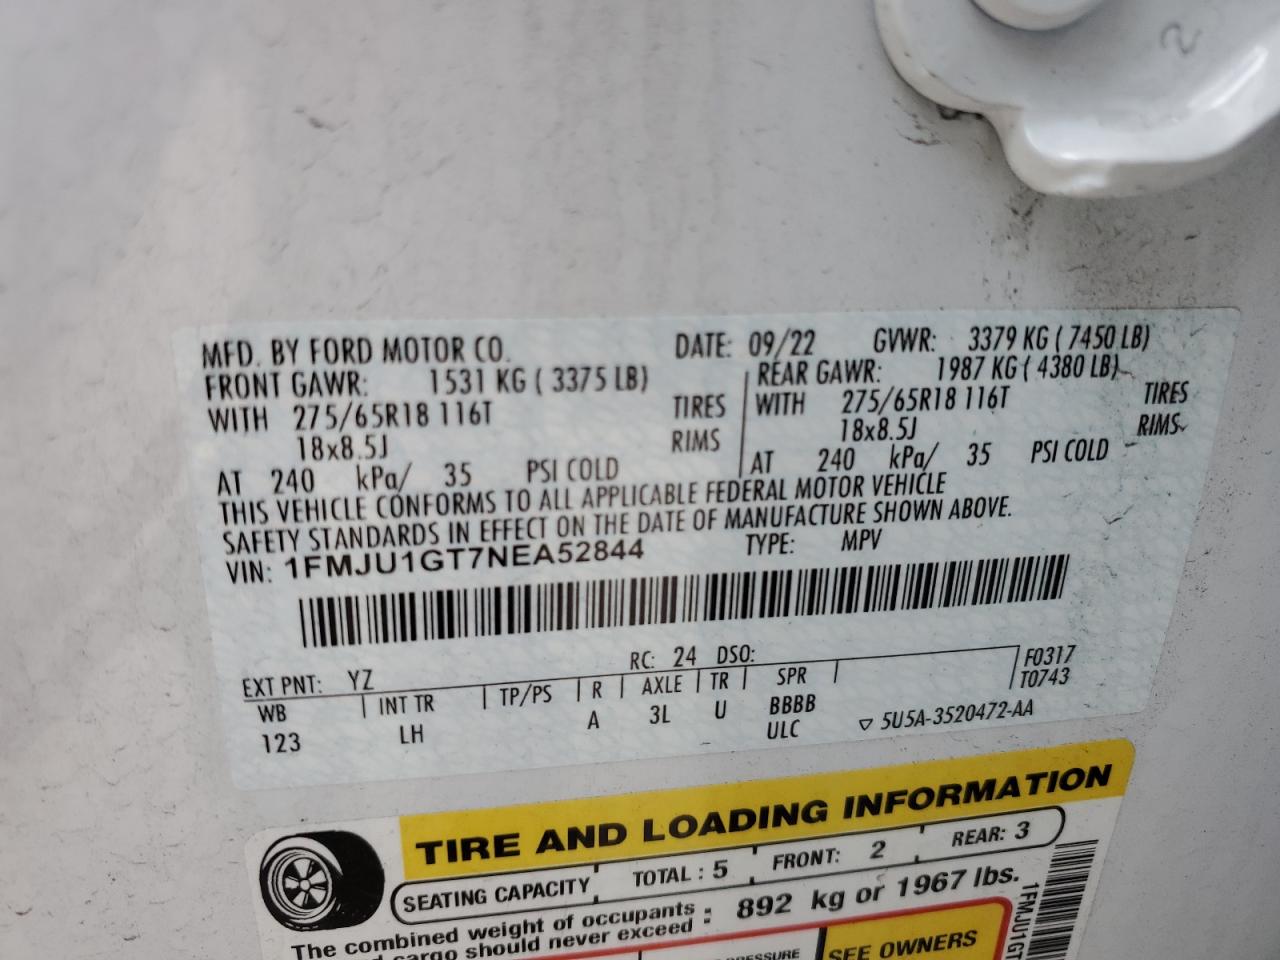 2
MFD. BY FORD MOTOR CO. DATE: 09/22 GVWR: 3379 KG ( 7450 LB)
FRONT GAWR: 1531 KG ( 3375 LB) REAR GAWR: 1987 KG ( 4380 LB)
WITH 275/65R18 116T TIRES WITH 275/65R18 116T TIRES
18x8.5J RIMS 18x8.5J RIMS
AT 240 kPa/ 35 PSI COLD AT 240 kPa/ 35 PSI COLD
THIS VEHICLE CONFORMS TO ALL APPLICABLE FEDERAL MOTOR VEHICLE
SAFETY STANDARDS IN EFFECT ON THE DATE OF MANUFACTURE SHOWN ABOVE.
VIN: 1FMJU1GT7NEA52844 TYPE: MPV
EXT PNT: YZ RC: 24 DSO: F0317
WB INT TR TP/PS R AXLE TR SPR T0743
123 LH A 3L U BBBB
ULC 5U5A-3520472-AA
TIRE AND LOADING INFORMATION
SEATING CAPACITY TOTAL : 5 FRONT: 2 REAR: 3
The combined weight of occupants : 892 kg or 1967 lbs.
cargo should never exceed
SEE OWNERS
1FMJU1GT